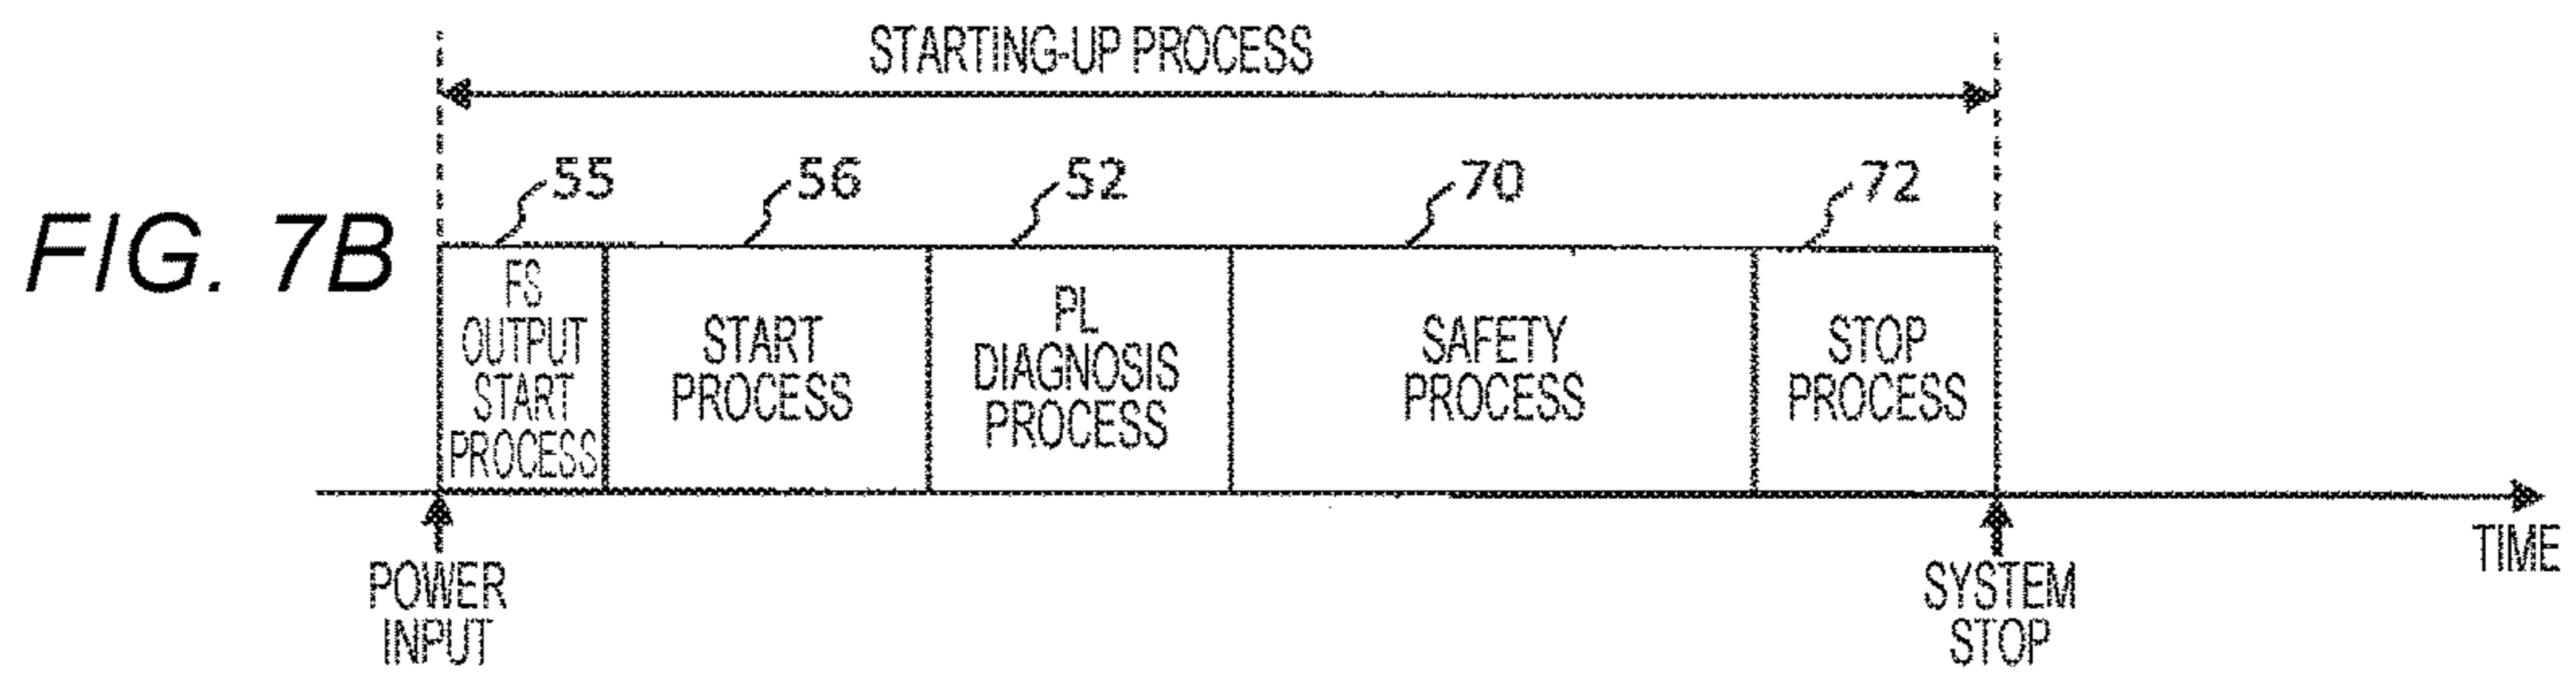 STARTING-UP PROCESS
55
56
52
70
72
FIG. 7B
FS
OUTPUT
START
PROCESS
START
PROCESS
PL
DIAGNOSIS
PROCESS
SAFETY
PROCESS
STOP
PROCESS
POWER
INPUT
SYSTEM
STOP
TIME